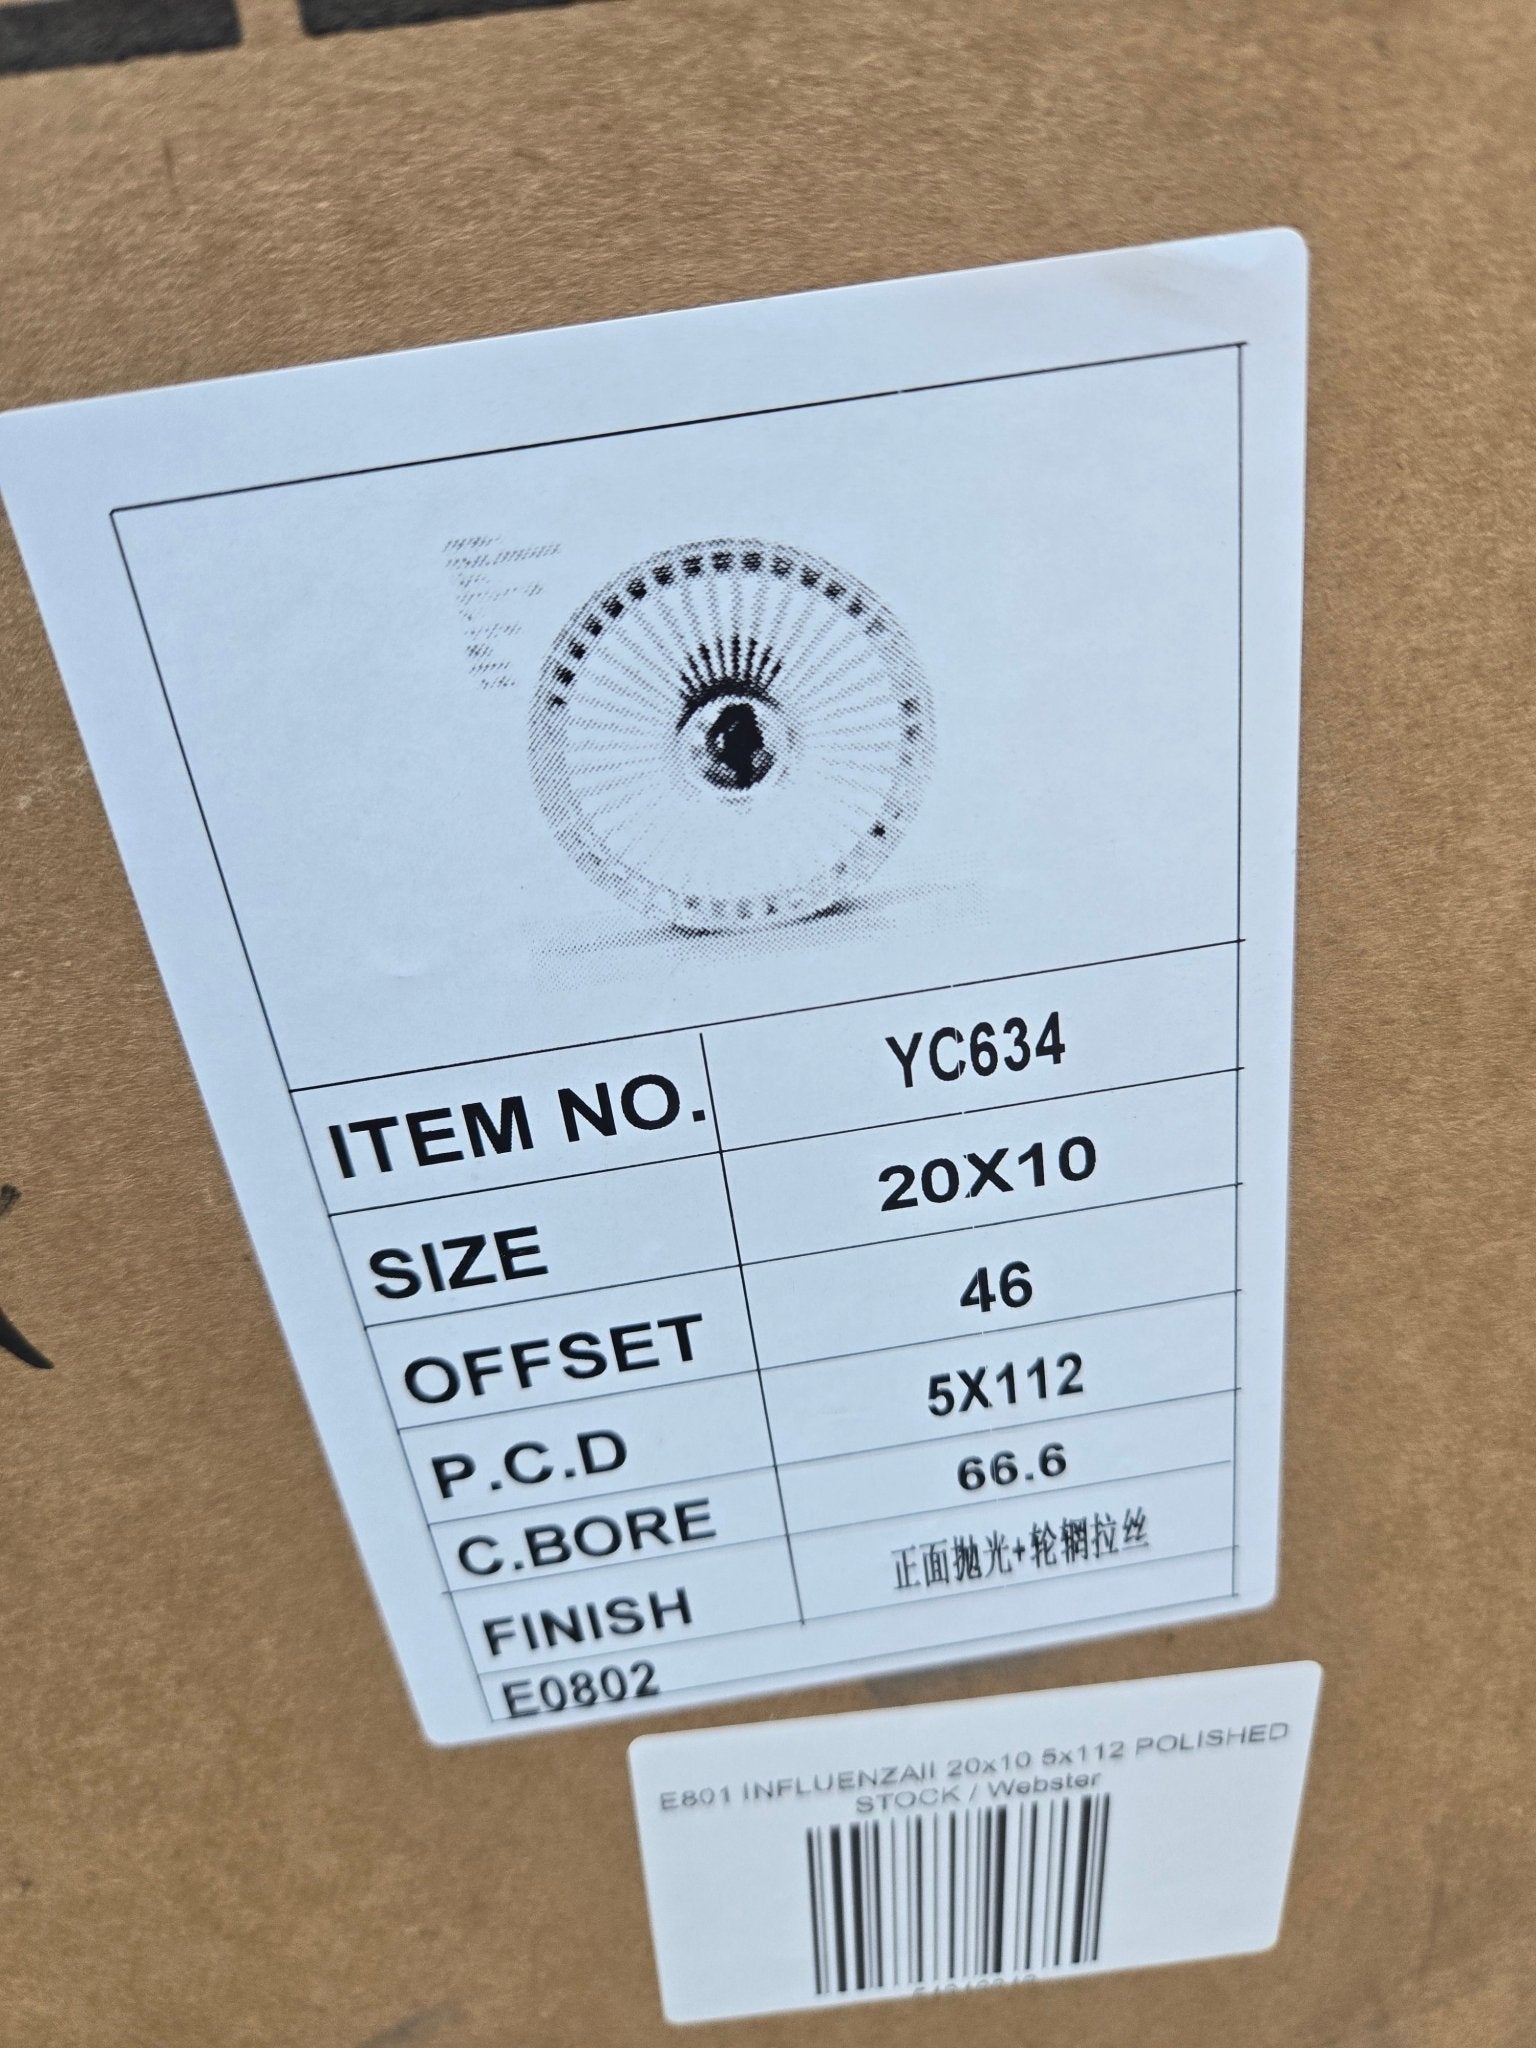 ITEM NO. YC634
SIZE 20X10
OFFSET 46
P.C.D 5X112
C.BORE 66.6
FINISH 正面抛光+轮辋拉丝
E0802
E801 INFLUENZAII 20x10 5x112 POLISHED
STOCK / Webster